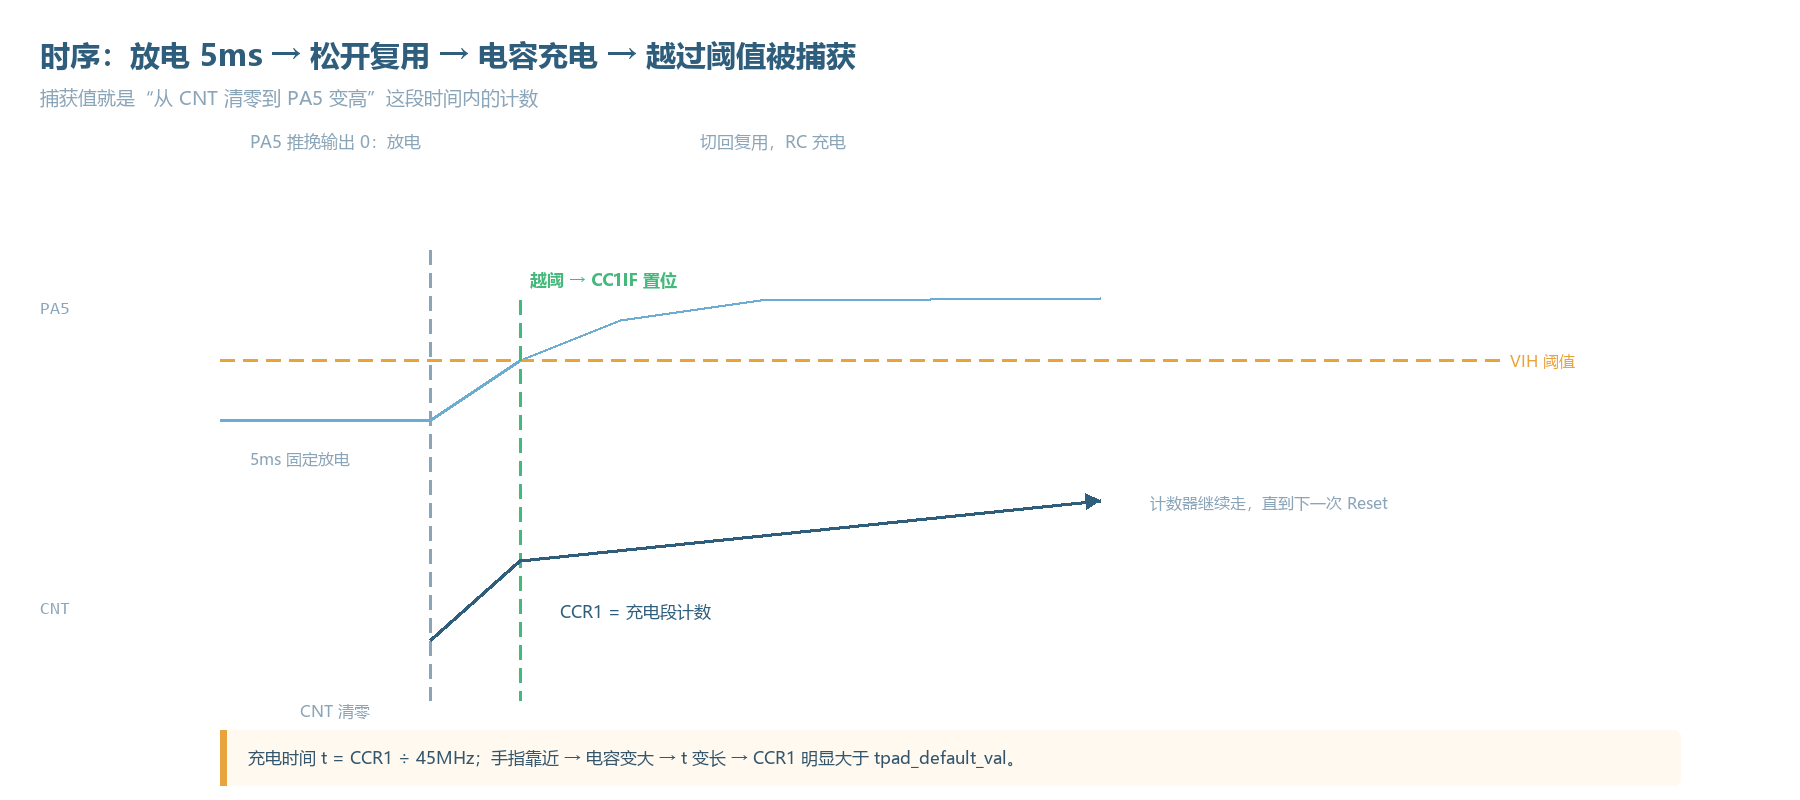 时序：放电 5ms → 松开复用 → 电容充电 → 越过阈值被捕获
捕获值就是“从 CNT 清零到 PA5 变高”这段时间内的计数
PA5 推挽输出 0：放电
切回复用，RC 充电
越阈 → CC1IF 置位
PA5
VIH 阈值
5ms 固定放电
计数器继续走，直到下一次 Reset
CNT
CCR1 = 充电段计数
CNT 清零
充电时间 t = CCR1 ÷ 45MHz；手指靠近 → 电容变大 → t 变长 → CCR1 明显大于 tpad_default_val。